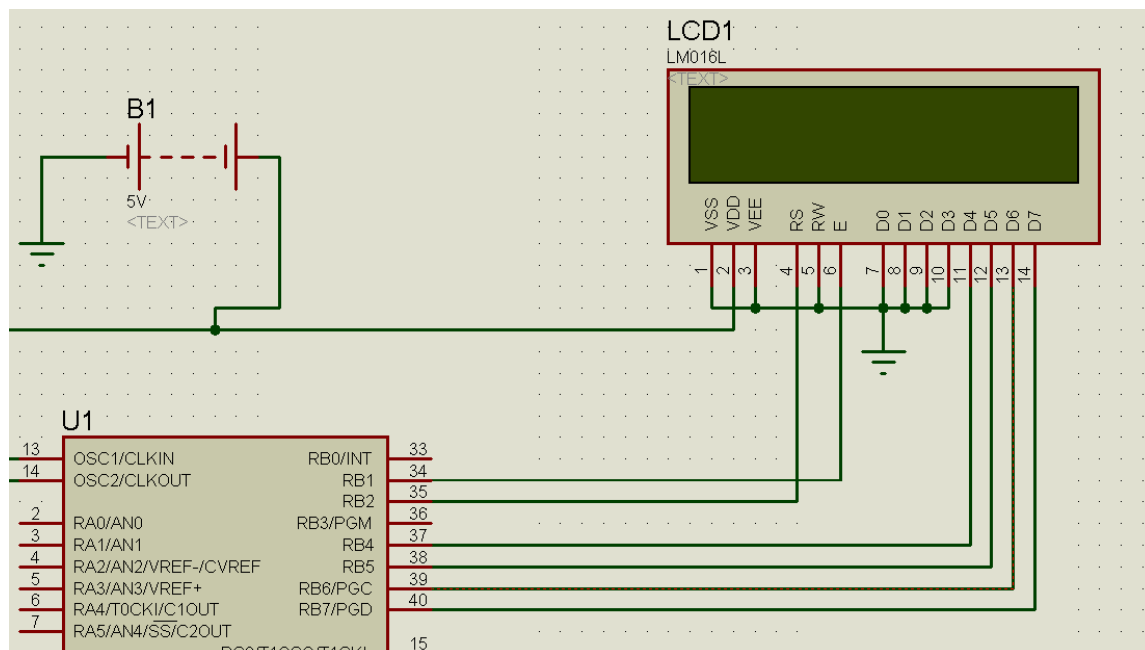 LCD1
LM016L
<TEXT>
B1
5V
<TEXT>
VSS VDD VEE RS RW E D0 D1 D2 D3 D4 D5 D6 D7
1 2 3 4 5 6 7 8 9 10 11 12 13 14
U1
13 OSC1/CLKIN RB0/INT 33
14 OSC2/CLKOUT RB1 34
RB2 35
2 RA0/AN0 RB3/PGM 36
3 RA1/AN1 RB4 37
4 RA2/AN2/VREF-/CVREF RB5 38
5 RA3/AN3/VREF+ RB6/PGC 39
6 RA4/T0CKI/C1OUT RB7/PGD 40
7 RA5/AN4/SS/C2OUT
15